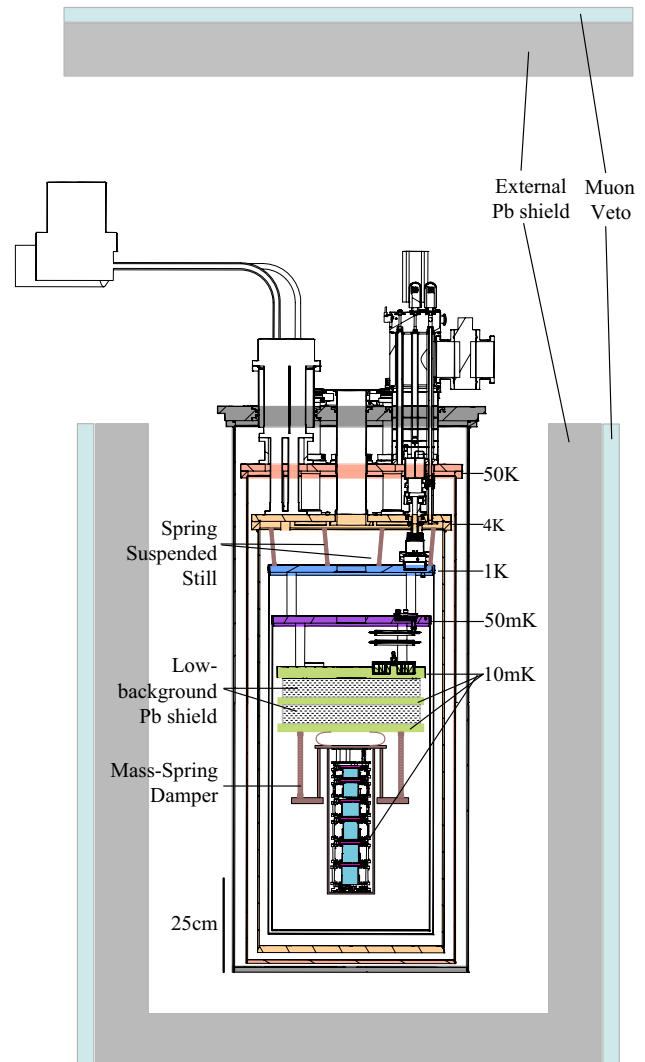 External
Pb shield
Muon
Veto
50K
4K
Spring
Suspended
Still
1K
50mK
Low-
background
Pb shield
10mK
Mass-Spring
Damper
25cm